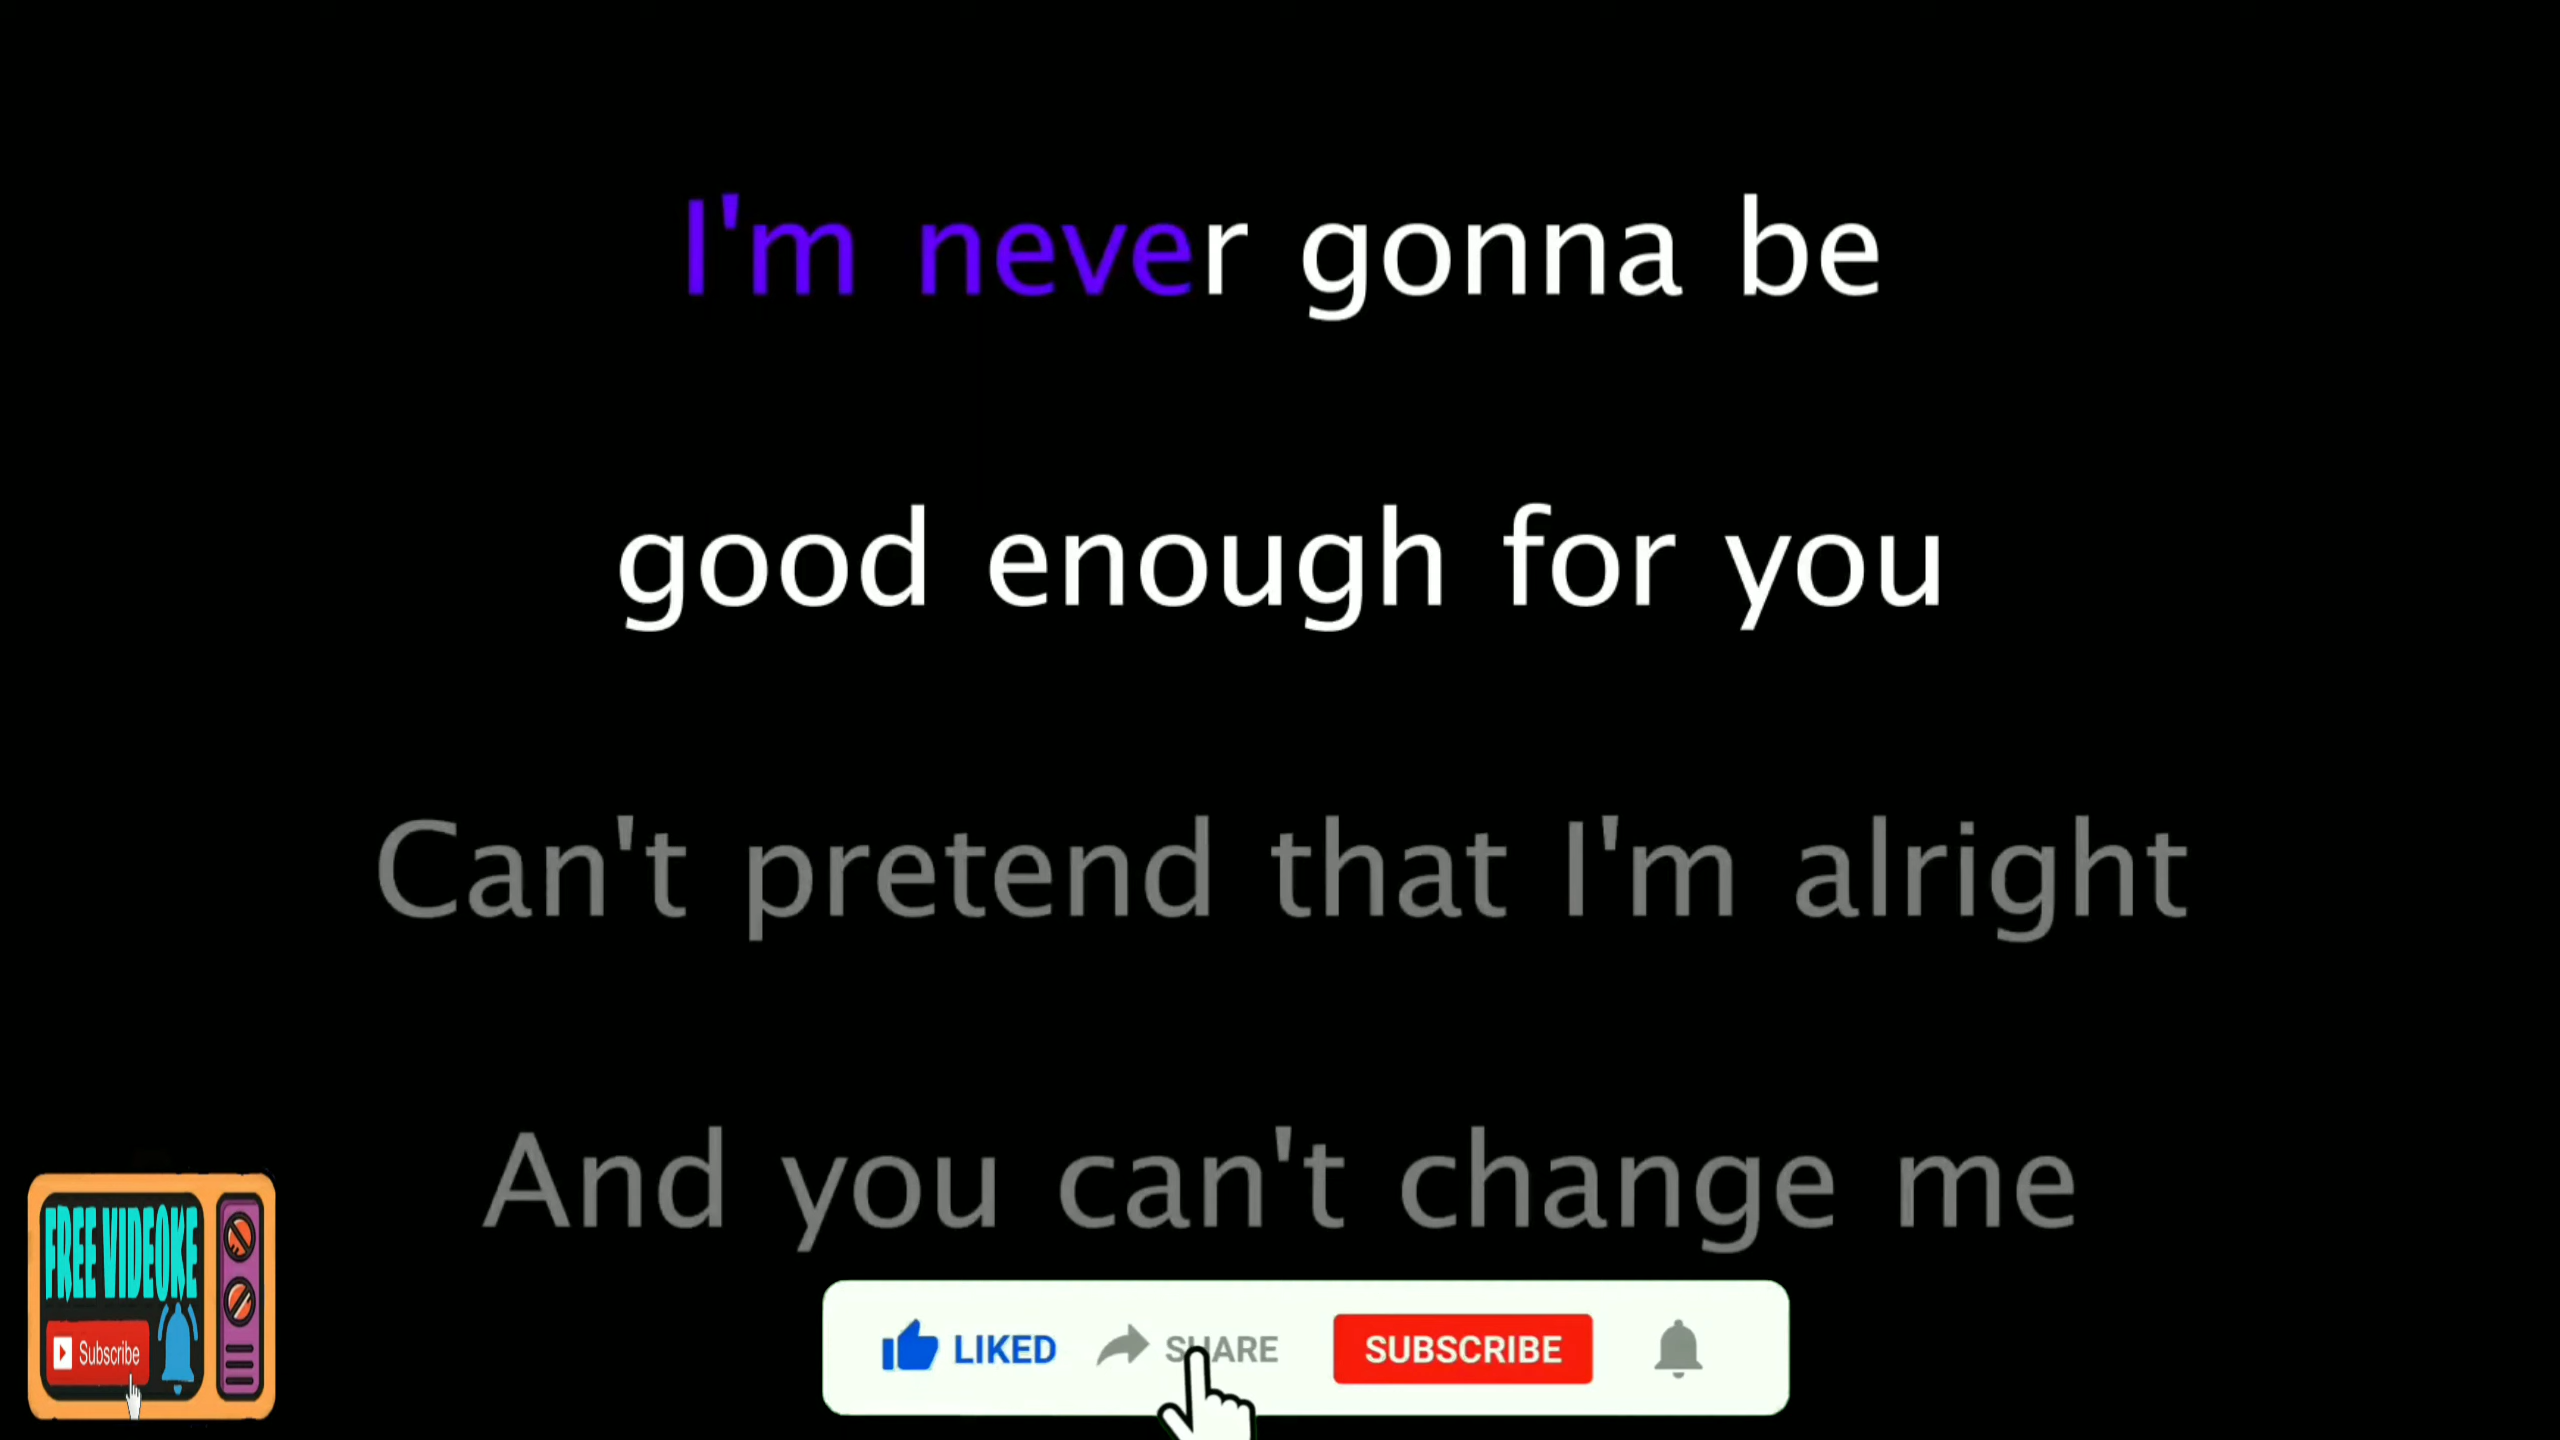 I'm never gonna be
good enough for you
Can't pretend that I'm alright
And you can't change me
FREE VIDEOKE
Subscribe
LIKED SHARE SUBSCRIBE